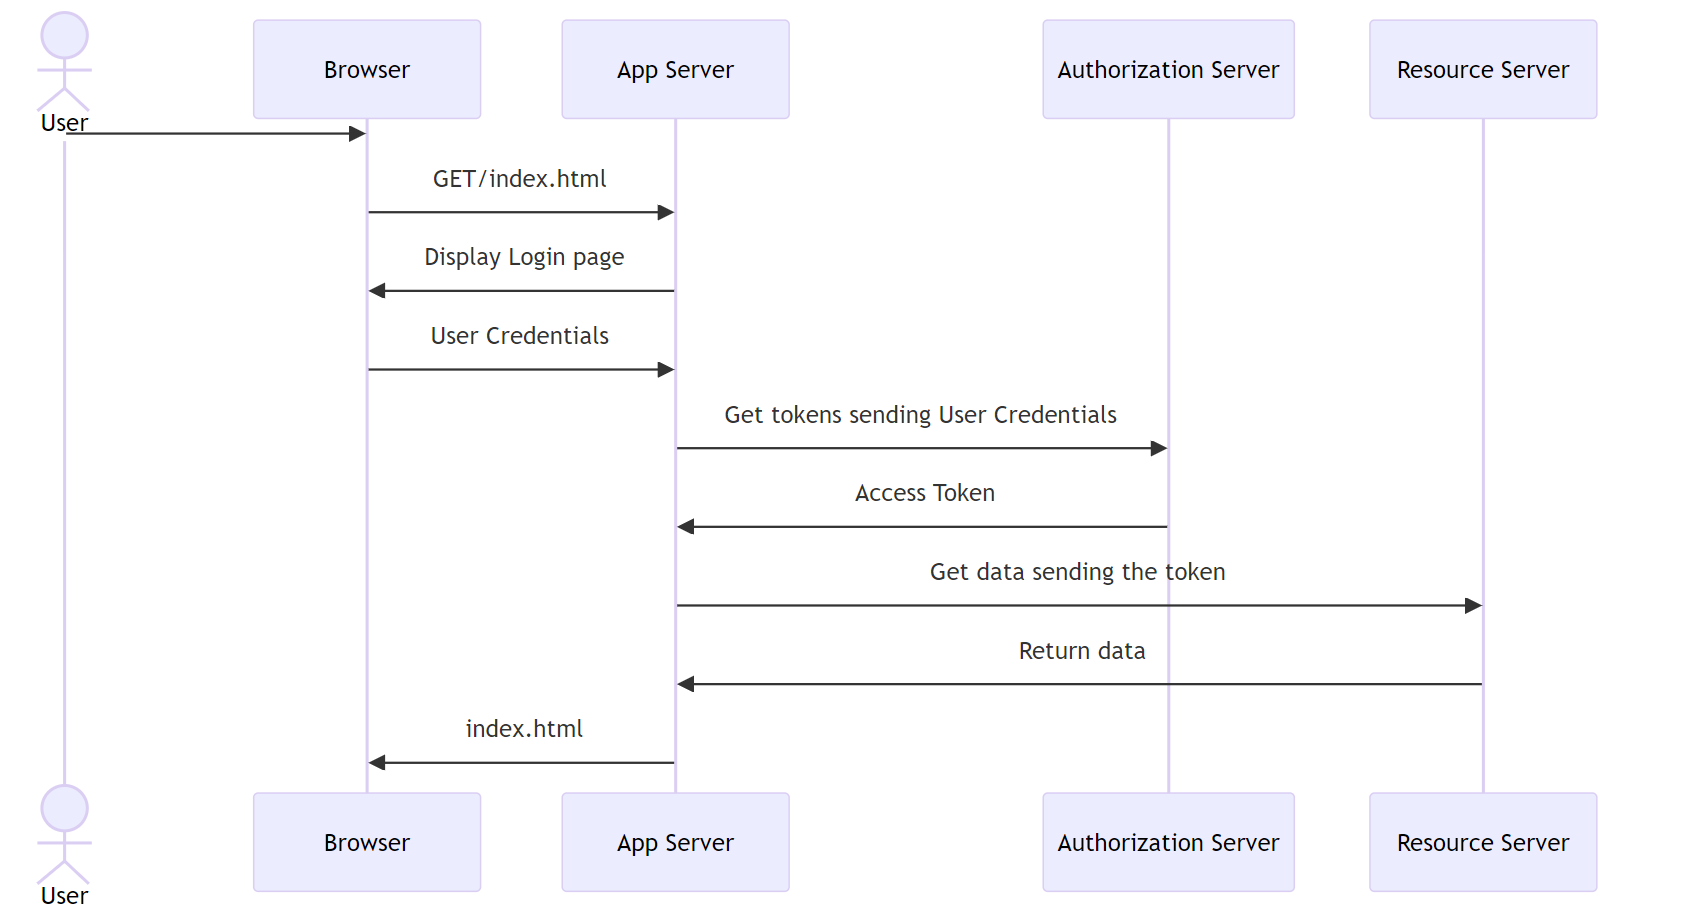 Browser
App Server
Authorization Server
Resource Server
User
GET/index.html
Display Login page
User Credentials
Get tokens sending User Credentials
Access Token
Get data sending the token
Return data
index.html
Browser
App Server
Authorization Server
Resource Server
User